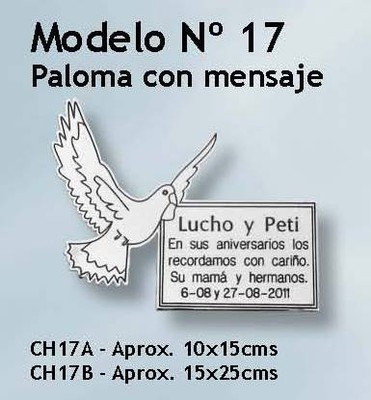 Modelo Nº 17
Paloma con mensaje
Lucho y Peti
En sus aniversarios los
recordamos con cariño.
Su mamá y hermanos.
6-08 y 27-08-2011
CH17A - Aprox. 10x15cms
CH17B - Aprox. 15x25cms